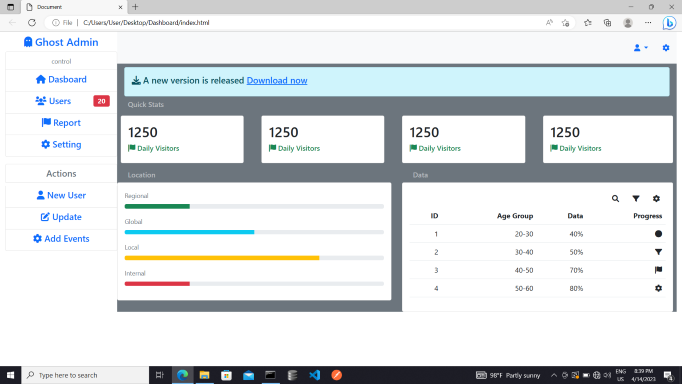 Document
File
C:/Users/User/Desktop/Dashboard/index.html
Ghost Admin
control
Dasboard
Users
20
Report
Setting
Actions
New User
Update
Add Events
A new version is released Download now
Quick Stats
1250
Daily Visitors
1250
Daily Visitors
1250
Daily Visitors
1250
Daily Visitors
Location
Regional
Global
Local
Internal
Data
ID Age Group Data Progress
1 20-30 40%
2 30-40 50%
3 40-50 70%
4 50-60 80%
Type here to search
98°F Partly sunny
ENG
US
8:39 PM
4/14/2023